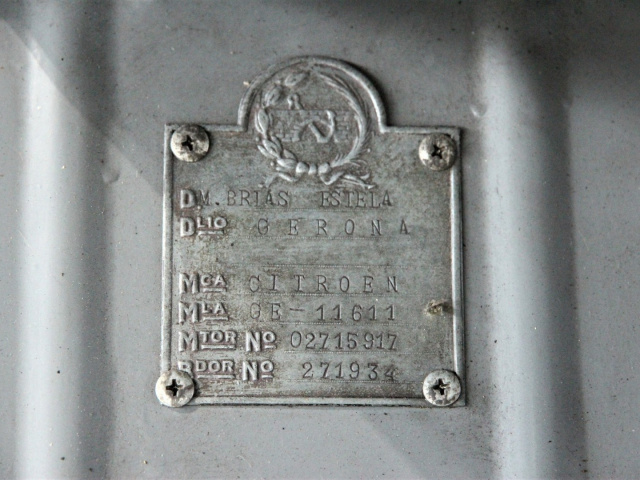 D M. BRIAS ESTELA
DLIO GERONA
MCA CITROEN
MLA GE-11611
MTOR NO 02715917
BDOR NO 271934